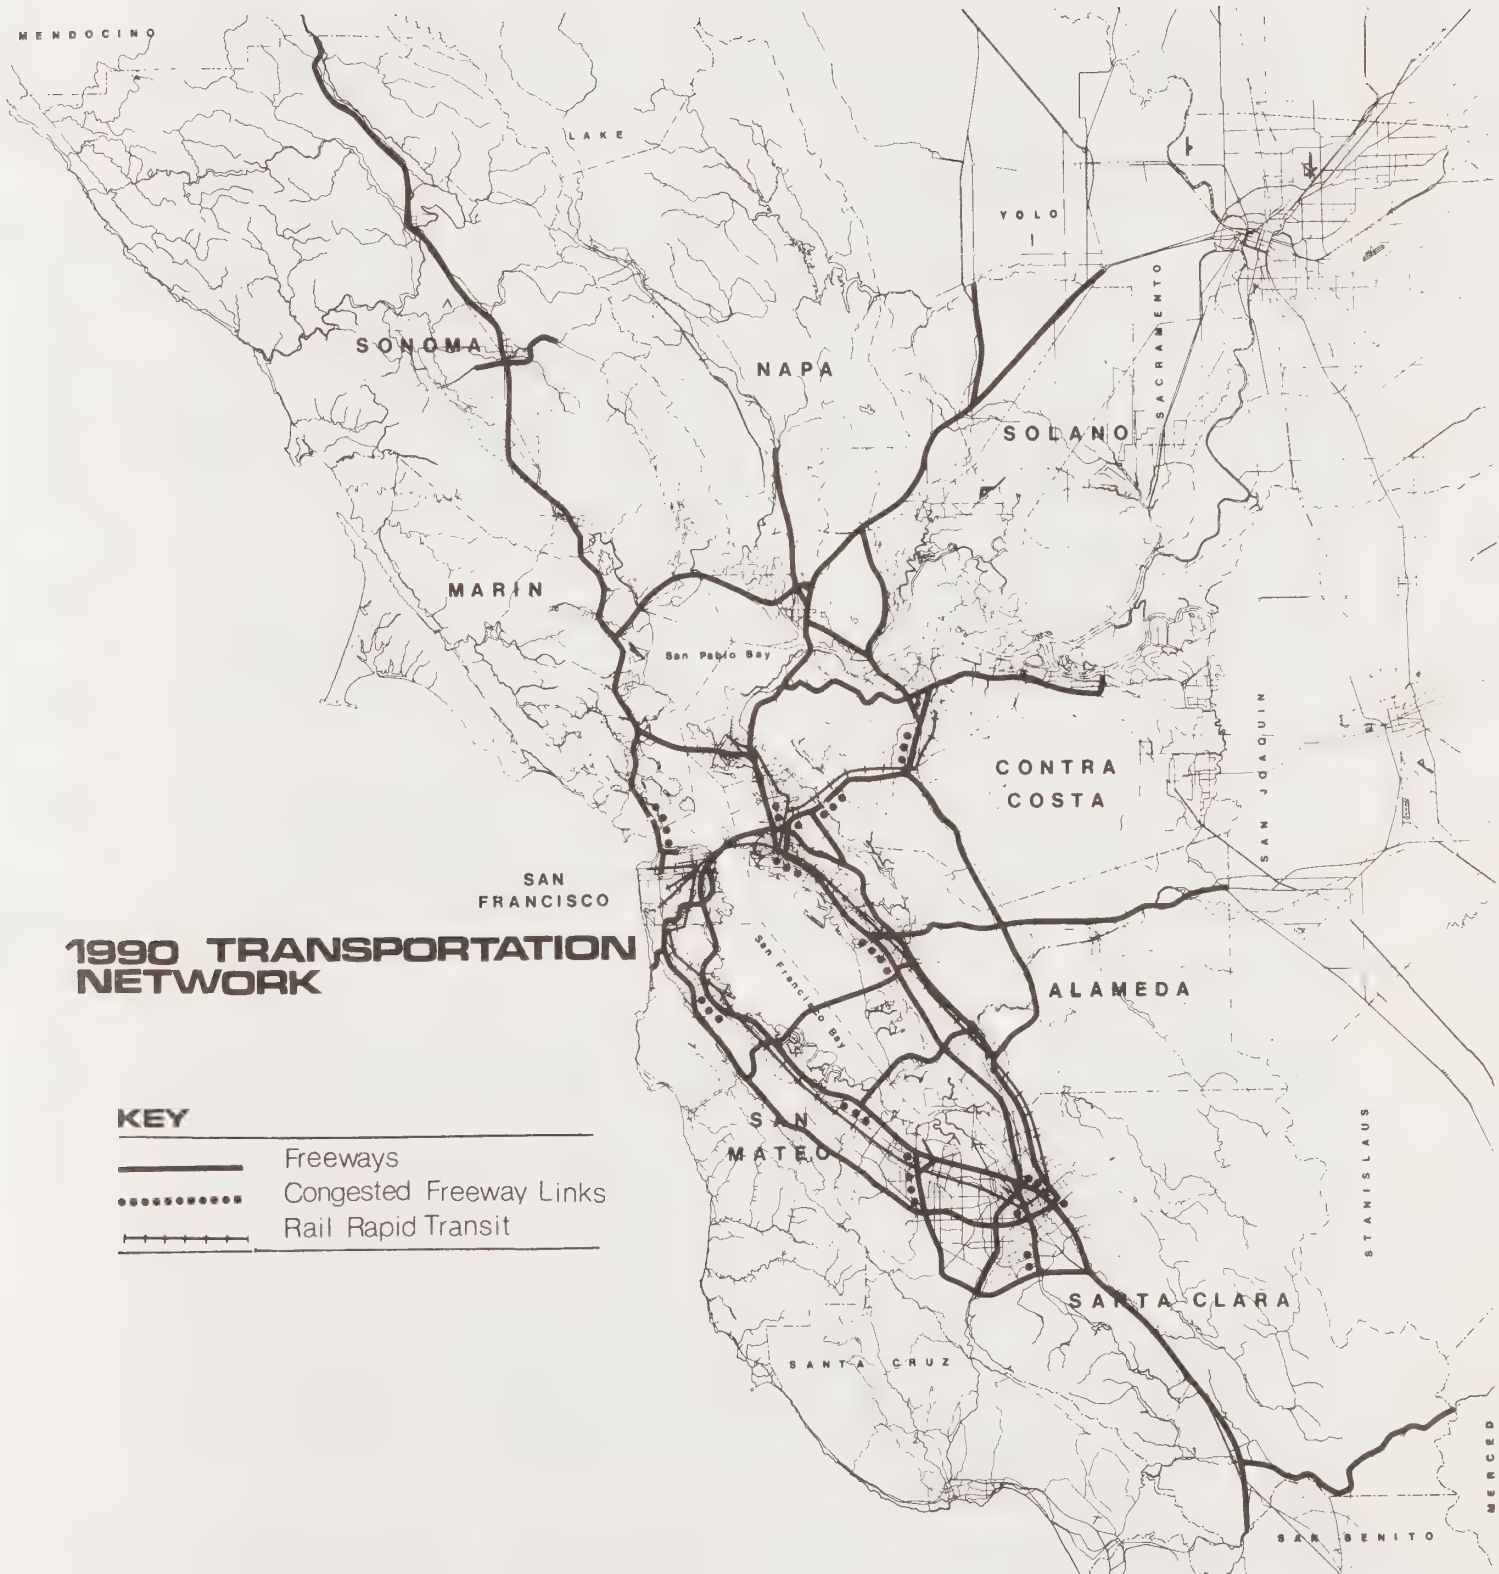 MENDOCINO
LAKE
YOLO
SACRAMENTO
SONOMA
NAPA
SOLANO
MARIN
San Pablo Bay
CONTRA
COSTA
SAN JOAQUIN
SAN
FRANCISCO
1990 TRANSPORTATION
NETWORK
San Francisco Bay
ALAMEDA
KEY
Freeways
Congested Freeway Links
Rail Rapid Transit
SAN
MATEO
STANISLAUS
SANTA CLARA
SANTA CRUZ
MERCED
SAN BENITO